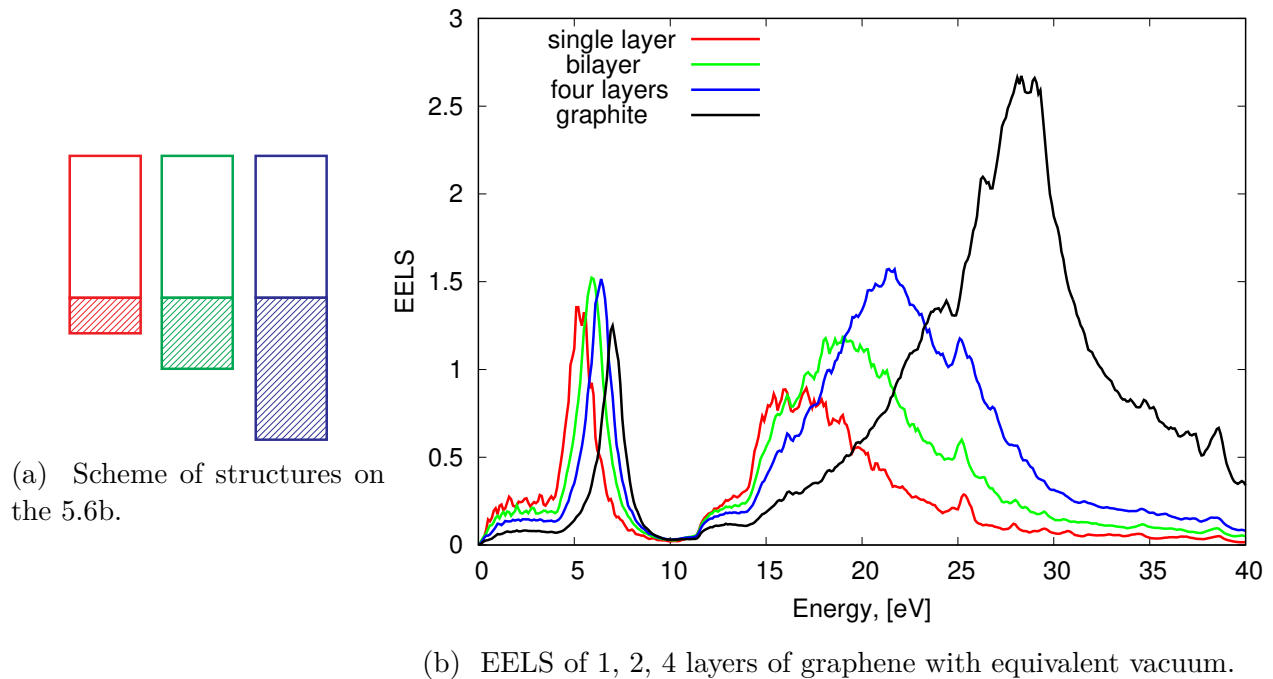 single layer
bilayer
four layers
graphite
3
2.5
2
1.5
1
0.5
0
EELS
0 5 10 15 20 25 30 35 40
Energy, [eV]
(a) Scheme of structures on
the 5.6b.
(b) EELS of 1, 2, 4 layers of graphene with equivalent vacuum.